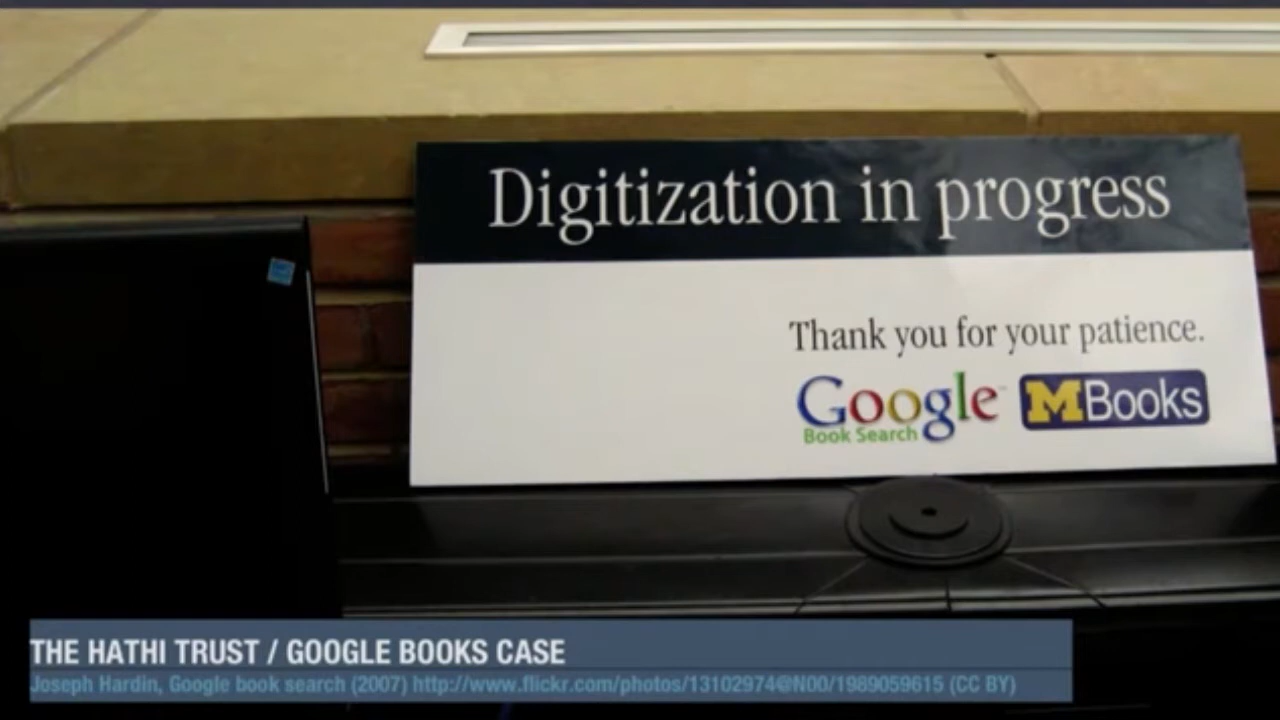 Digitization in progress
Thank you for your patience.
Google™ MBooks
Book Search
THE HATHI TRUST / GOOGLE BOOKS CASE
Joseph Hardin, Google book search (2007) http://www.flickr.com/photos/13102974@N00/1989059615 (CC BY)